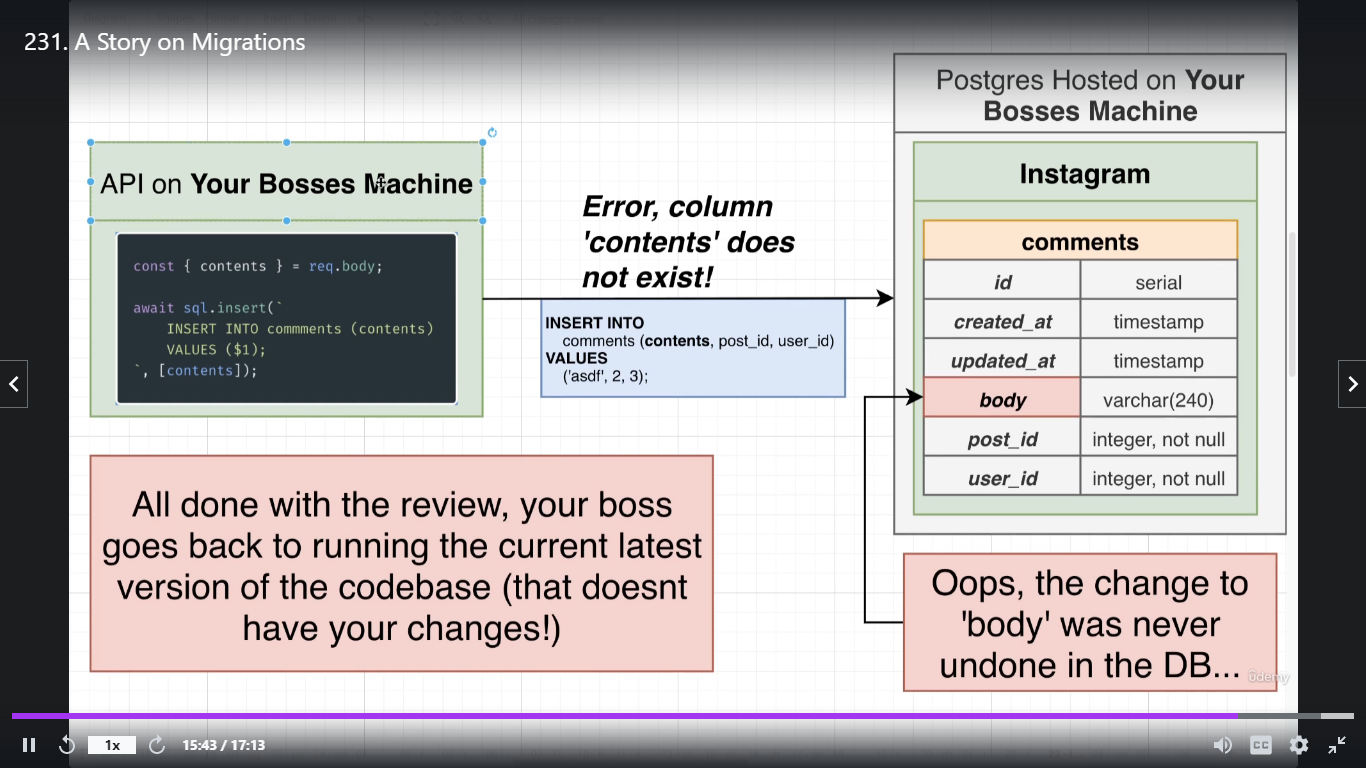 231. A Story on Migrations
API on Your Bosses Machine
const { contents } = req.body;
await sql.insert(`
INSERT INTO commments (contents)
VALUES ($1);
`, [contents]);
Error, column
'contents' does
not exist!
INSERT INTO
comments (contents, post_id, user_id)
VALUES
('asdf', 2, 3);
Postgres Hosted on Your
Bosses Machine
Instagram
comments
id serial
created_at timestamp
updated_at timestamp
body varchar(240)
post_id integer, not null
user_id integer, not null
All done with the review, your boss
goes back to running the current latest
version of the codebase (that doesnt
have your changes!)
Oops, the change to
'body' was never
undone in the DB...
ûdemy
1x
15:43 / 17:13
CC